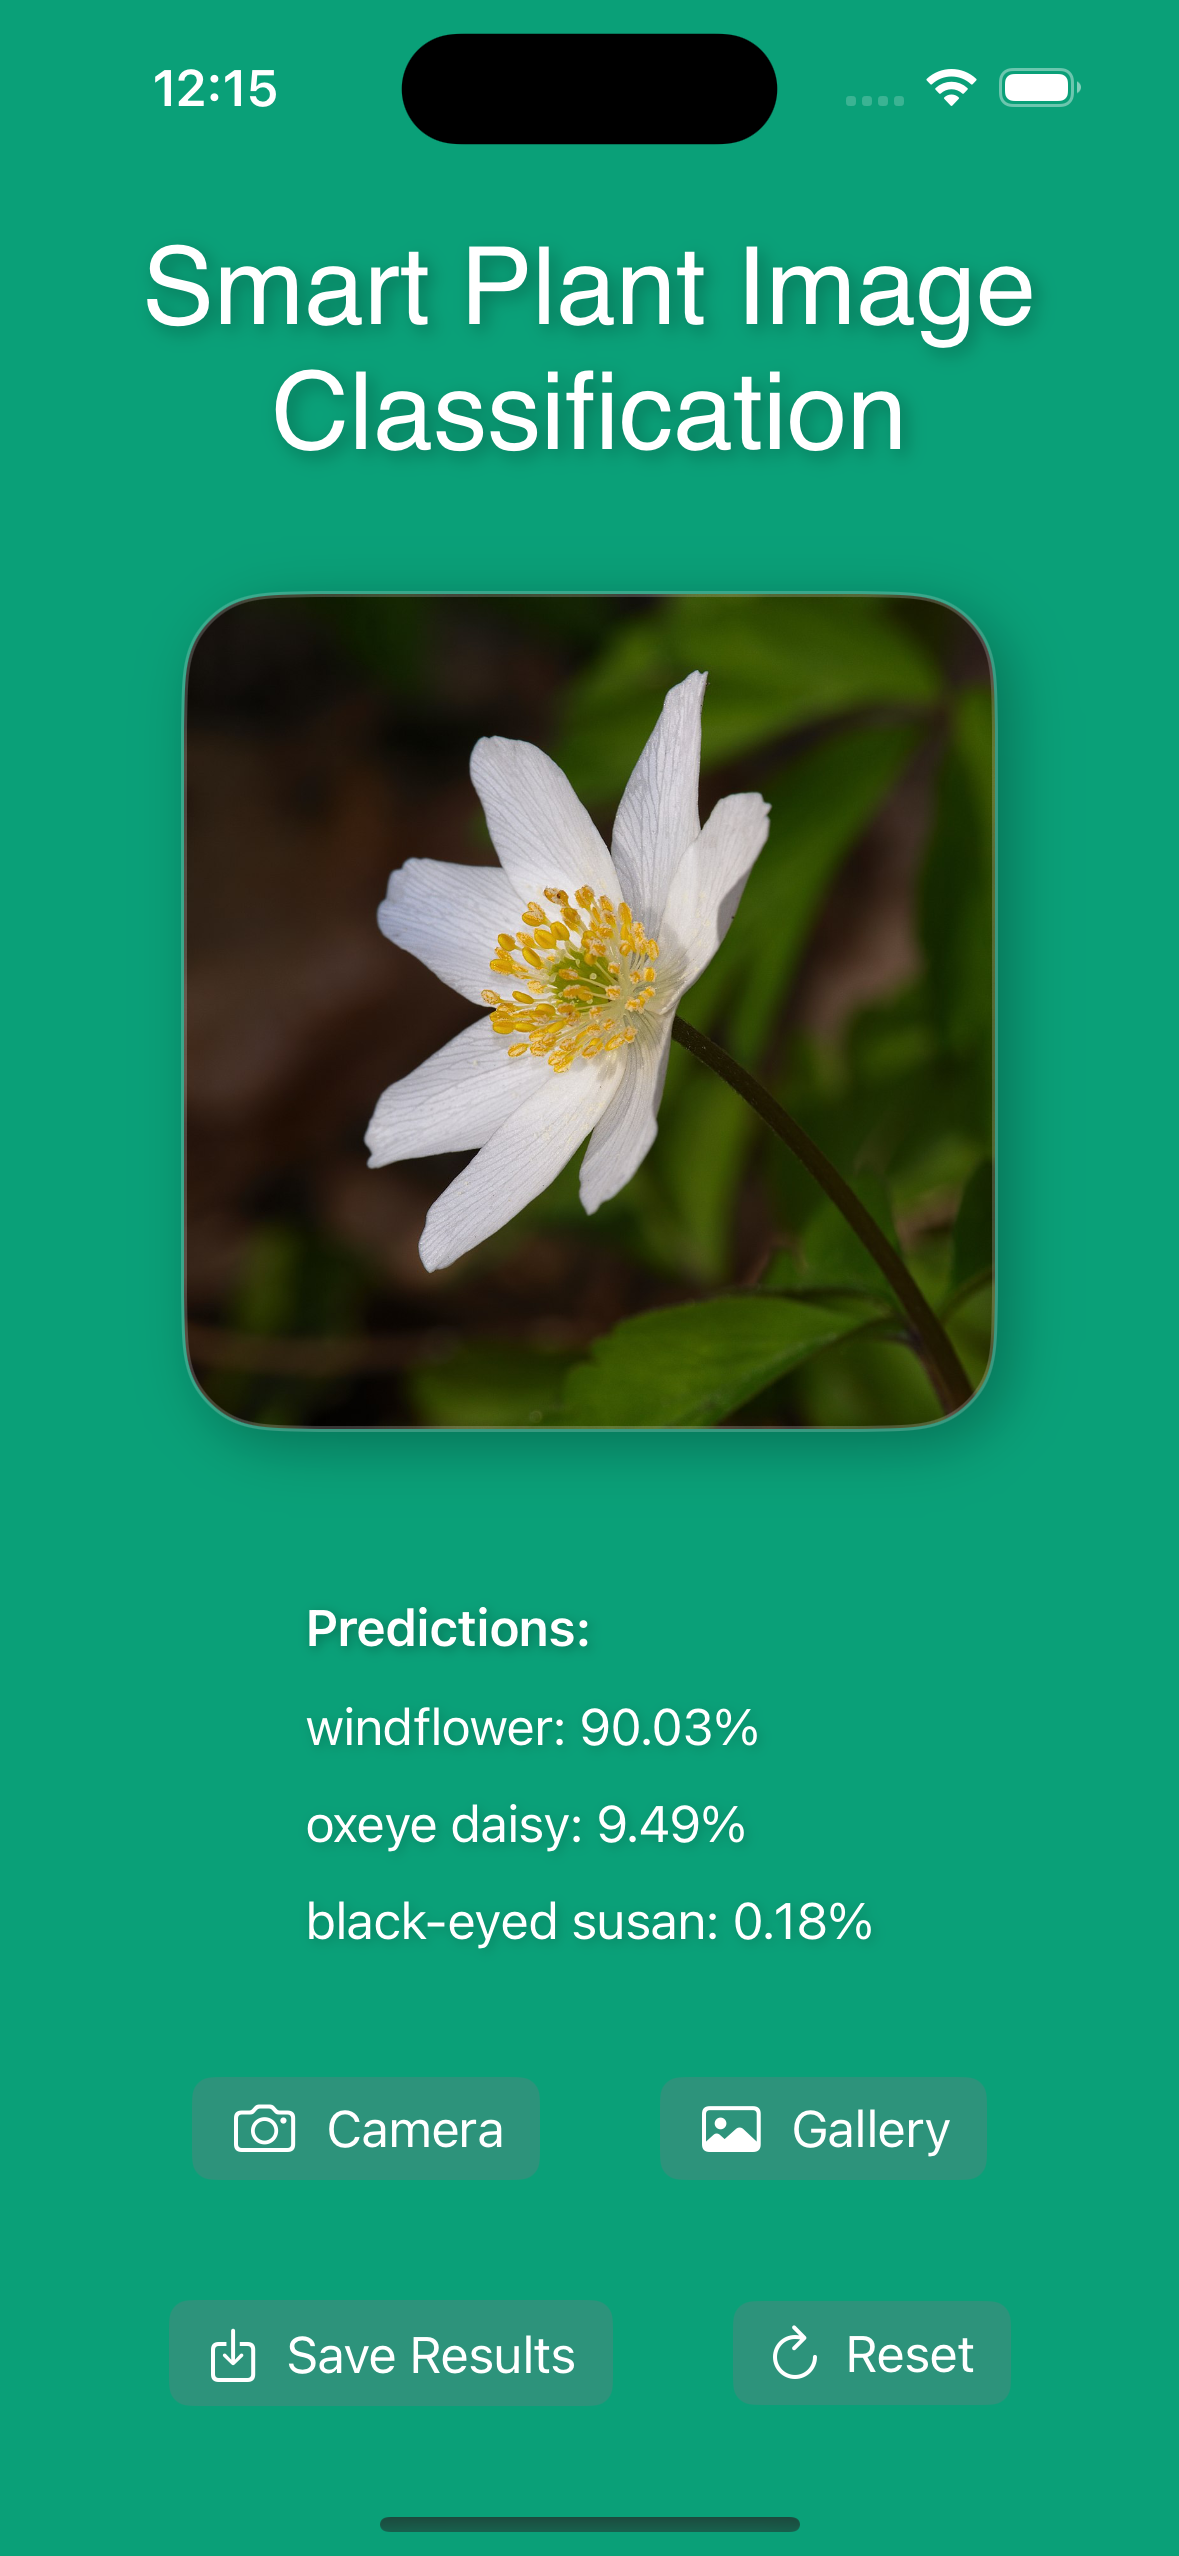 12:15
Smart Plant Image
Classification
Predictions:
windflower: 90.03%
oxeye daisy: 9.49%
black-eyed susan: 0.18%
Camera
Gallery
Save Results
Reset